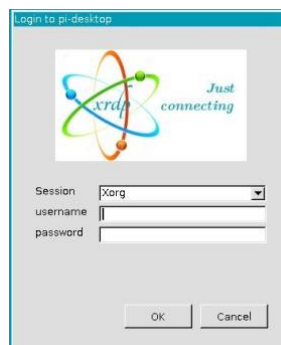 Login to pi-desktop
xrdp
Just
connecting
Session
Xorg
username
password
OK
Cancel